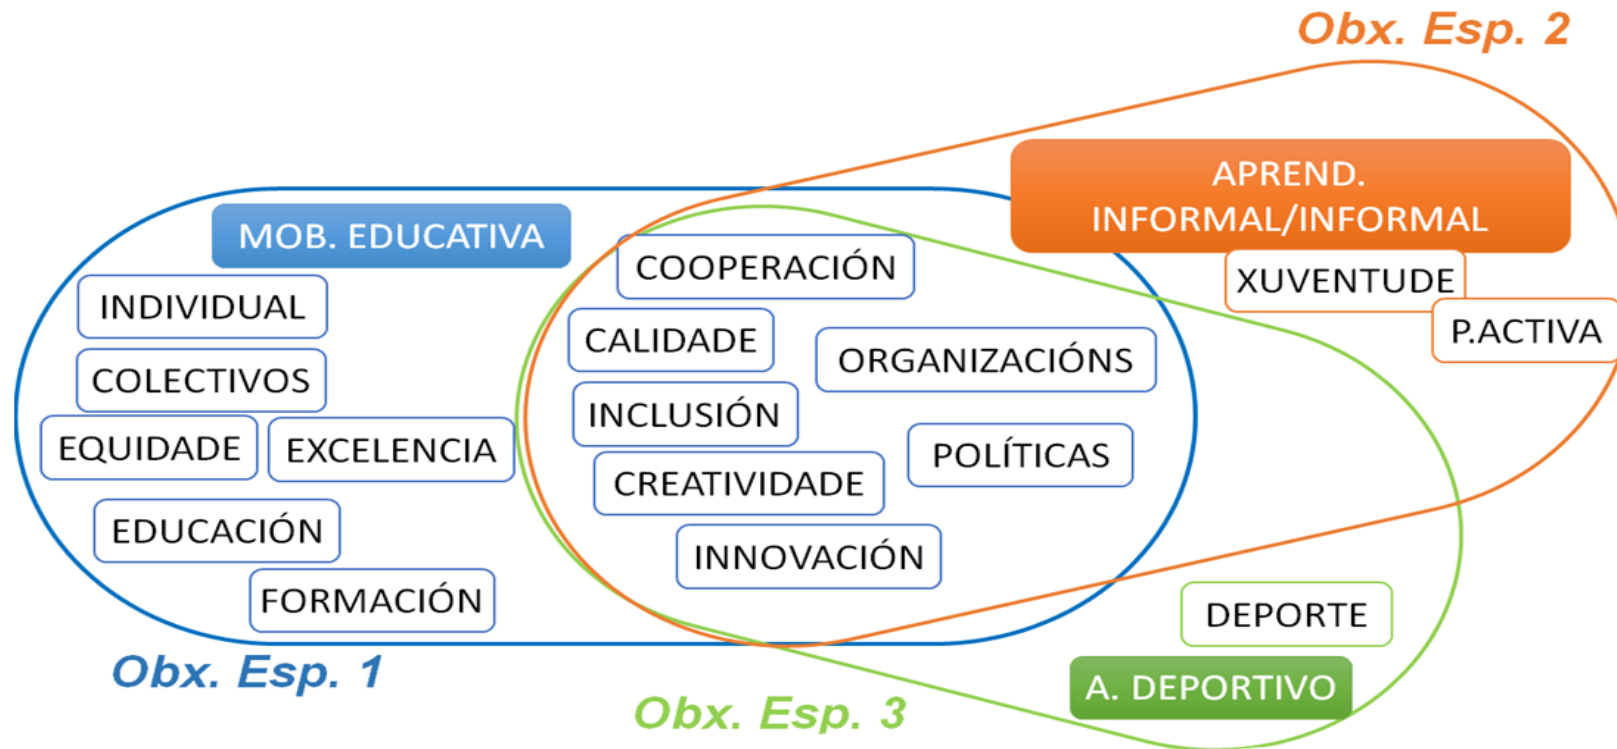 Obx. Esp. 2
APREND.
INFORMAL/INFORMAL
XUVENTUDE
P.ACTIVA
MOB. EDUCATIVA
INDIVIDUAL
COLECTIVOS
EQUIDADE
EXCELENCIA
EDUCACIÓN
FORMACIÓN
COOPERACIÓN
CALIDADE
ORGANIZACIÓNS
INCLUSIÓN
POLÍTICAS
CREATIVIDADE
INNOVACIÓN
DEPORTE
A. DEPORTIVO
Obx. Esp. 1
Obx. Esp. 3